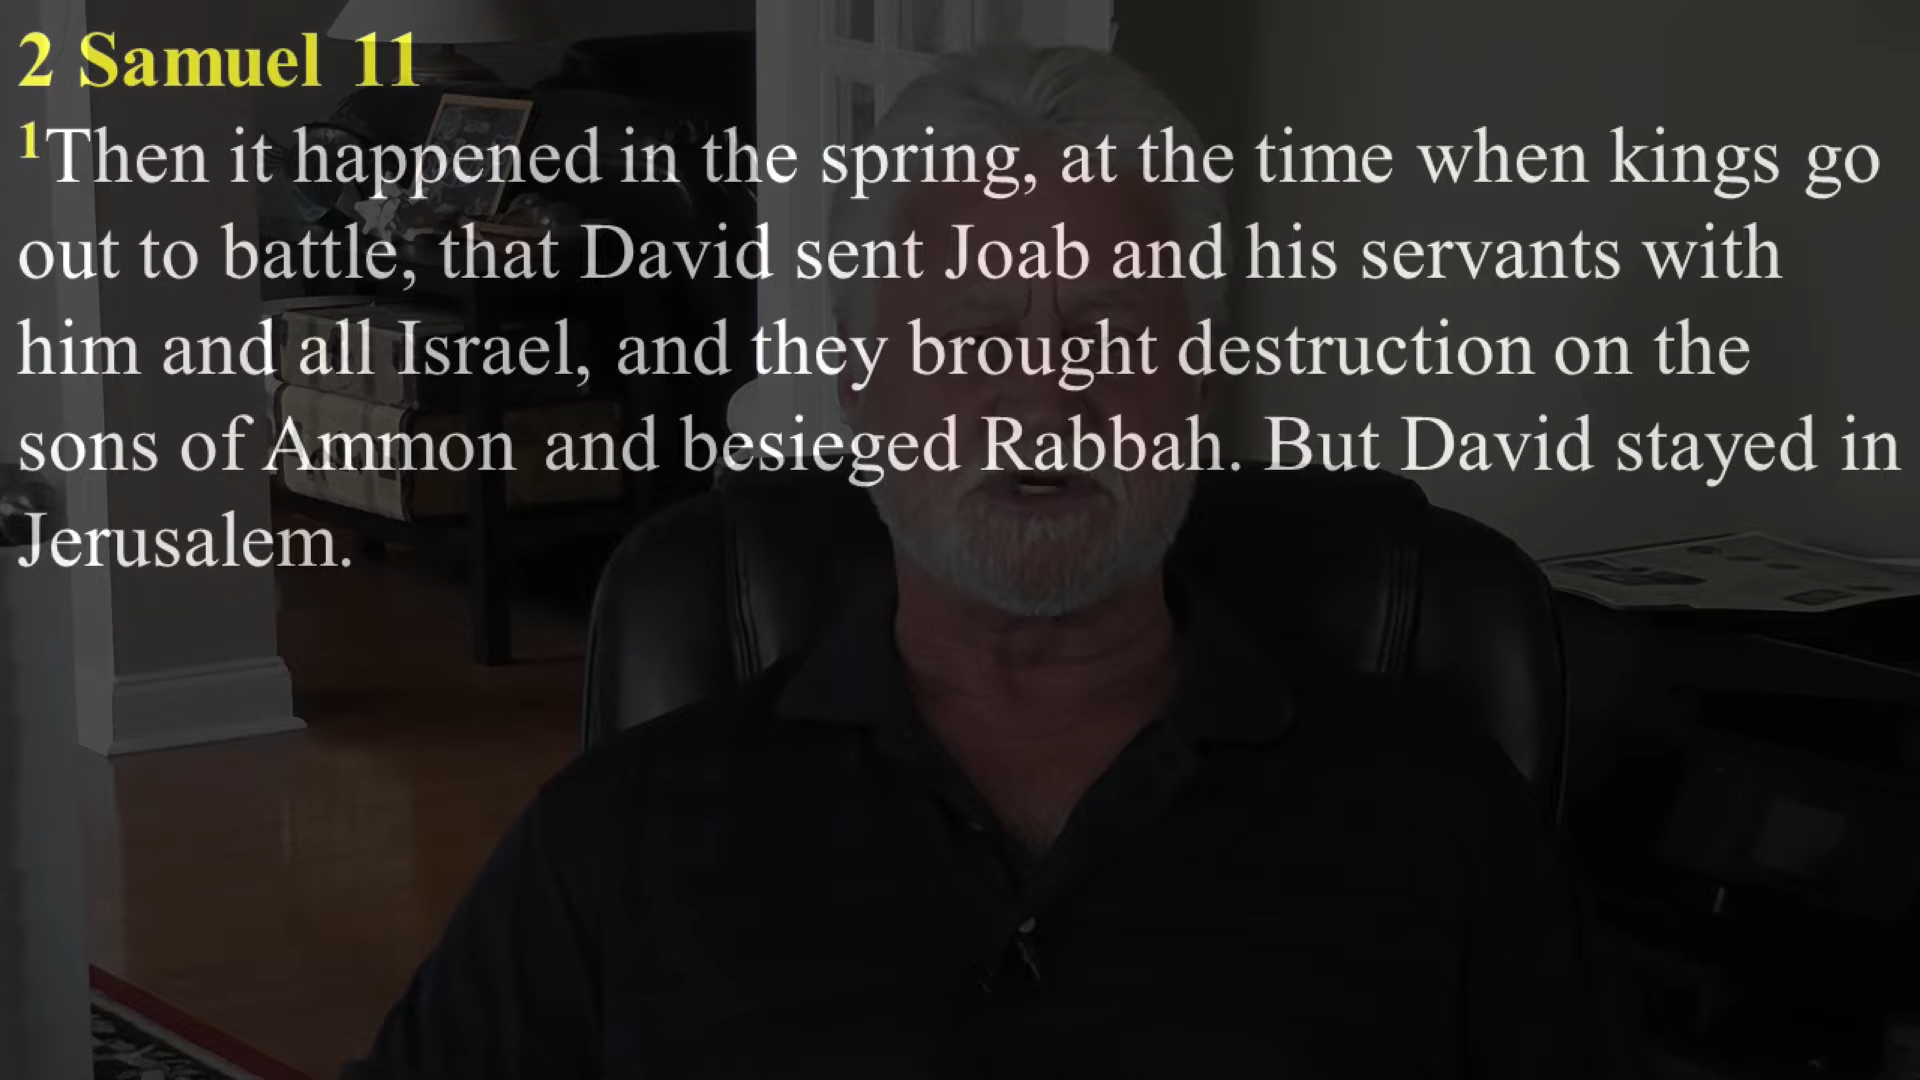 2 Samuel 11
1Then it happened in the spring, at the time when kings go
out to battle, that David sent Joab and his servants with
him and all Israel, and they brought destruction on the
sons of Ammon and besieged Rabbah. But David stayed in
Jerusalem.